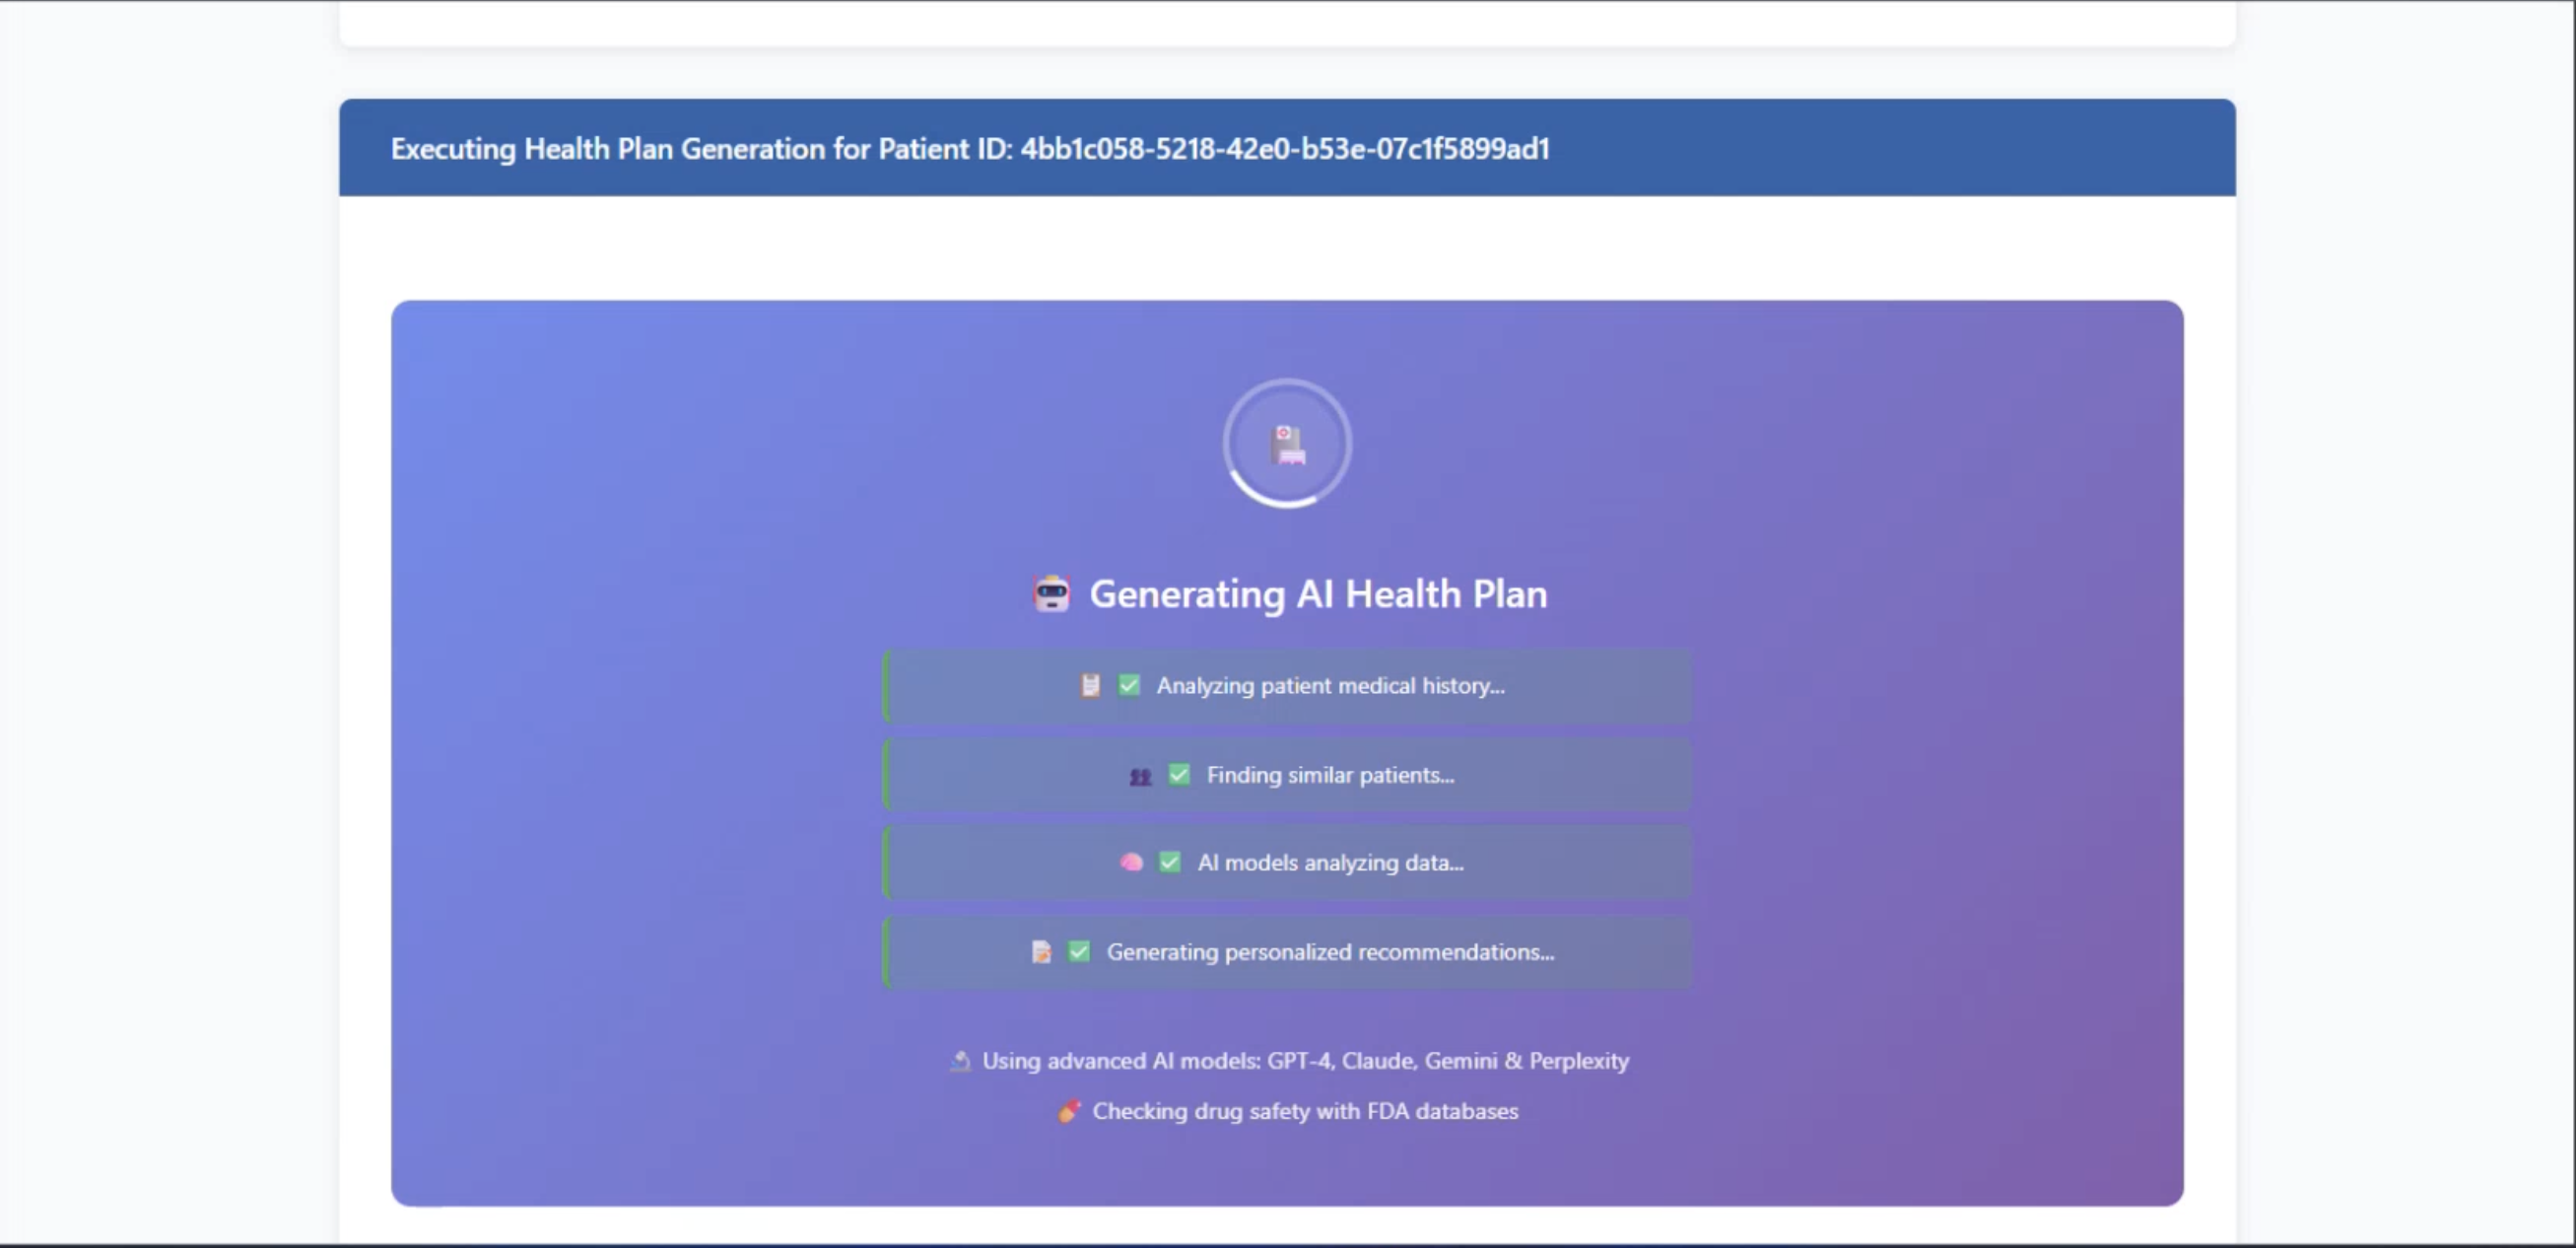 Executing Health Plan Generation for Patient ID: 4bb1c058-5218-42e0-b53e-07c1f5899ad1
Generating AI Health Plan
Analyzing patient medical history...
Finding similar patients...
AI models analyzing data...
Generating personalized recommendations...
Using advanced AI models: GPT-4, Claude, Gemini & Perplexity
Checking drug safety with FDA databases